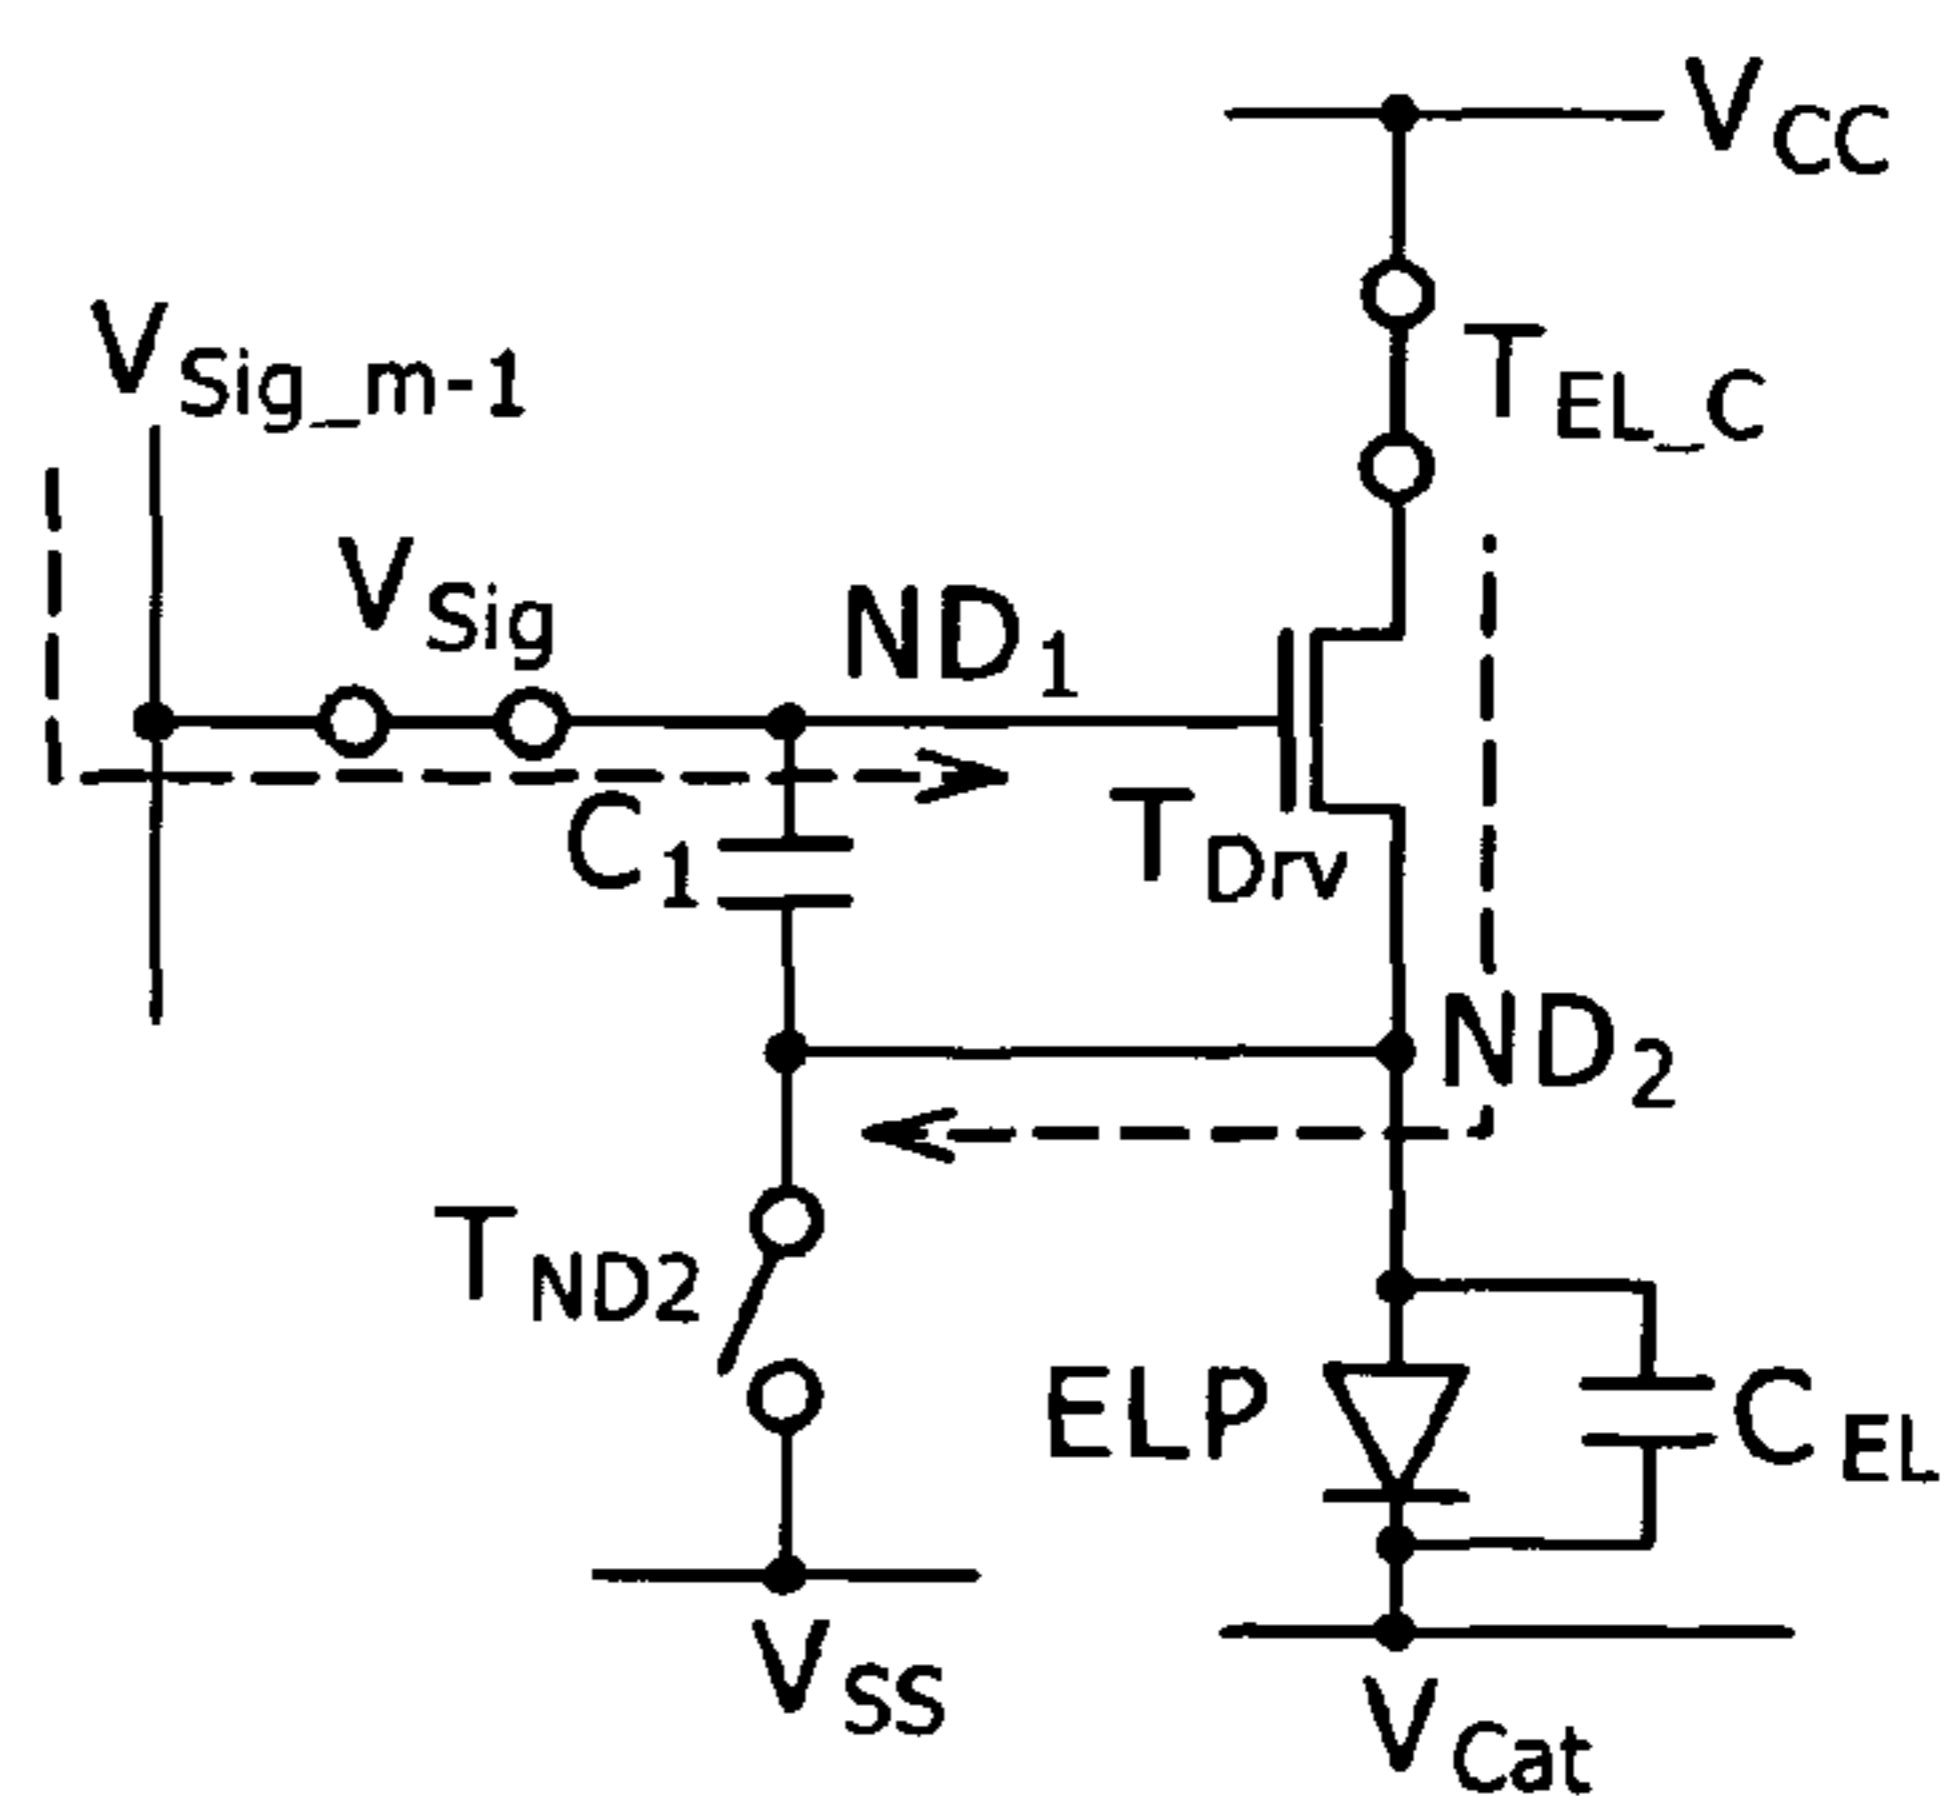 VCC
VSig_m-1
TEL_C
VSig
ND1
C1
TDrv
ND2
TND2
ELP
CEL
VSS
VCat